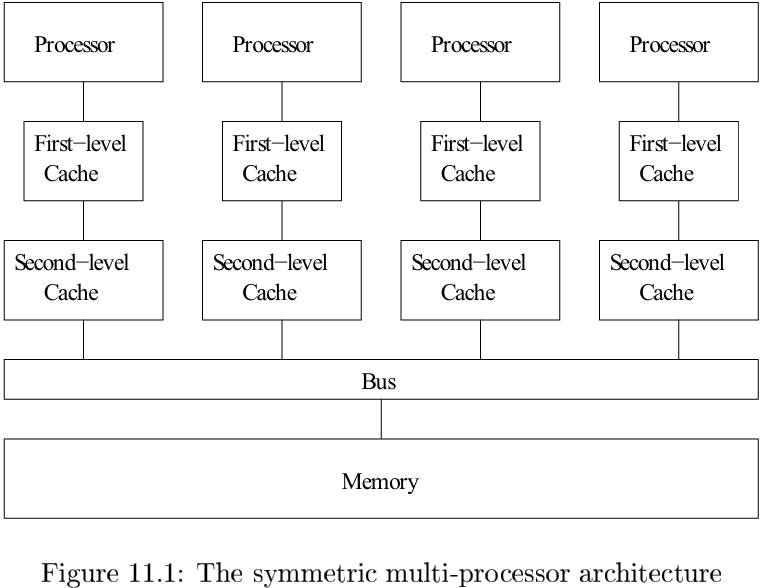 Processor Processor Processor Processor
First−level First−level First−level First−level
Cache Cache Cache Cache
Second−level Second−level Second−level Second−level
Cache Cache Cache Cache
Bus
Memory
Figure 11.1: The symmetric multi-processor architecture